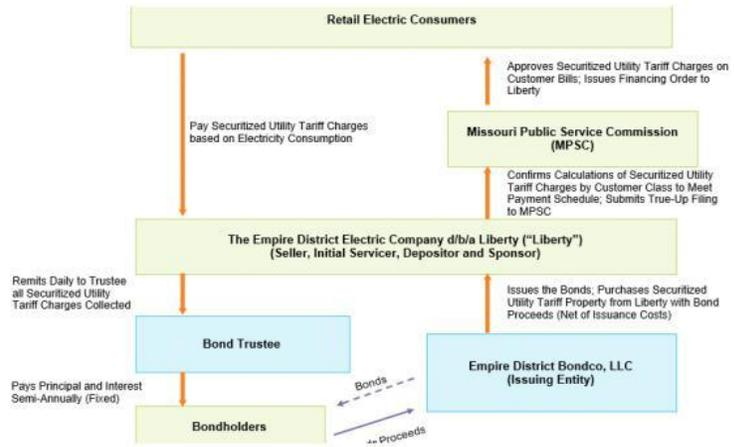 Retail Electric Consumers
Approves Securitized Utility Tariff Charges on
Customer Bills; Issues Financing Order to
Liberty
Pay Securitized Utility Tariff Charges
based on Electricity Consumption
Missouri Public Service Commission
(MPSC)
Confirms Calculations of Securitized Utility
Tariff Charges by Customer Class to Meet
Payment Schedule; Submits True-Up Filing
to MPSC
The Empire District Electric Company d/b/a Liberty ("Liberty")
(Seller, Initial Servicer, Depositor and Sponsor)
Remits Daily to Trustee
all Securitized Utility
Tariff Charges Collected
Issues the Bonds; Purchases Securitized
Utility Tariff Property from Liberty with Bond
Proceeds (Net of Issuance Costs)
Bond Trustee
Empire District Bondco, LLC
(Issuing Entity)
Pays Principal and Interest
Semi-Annually (Fixed)
Bonds
Bondholders
Proceeds